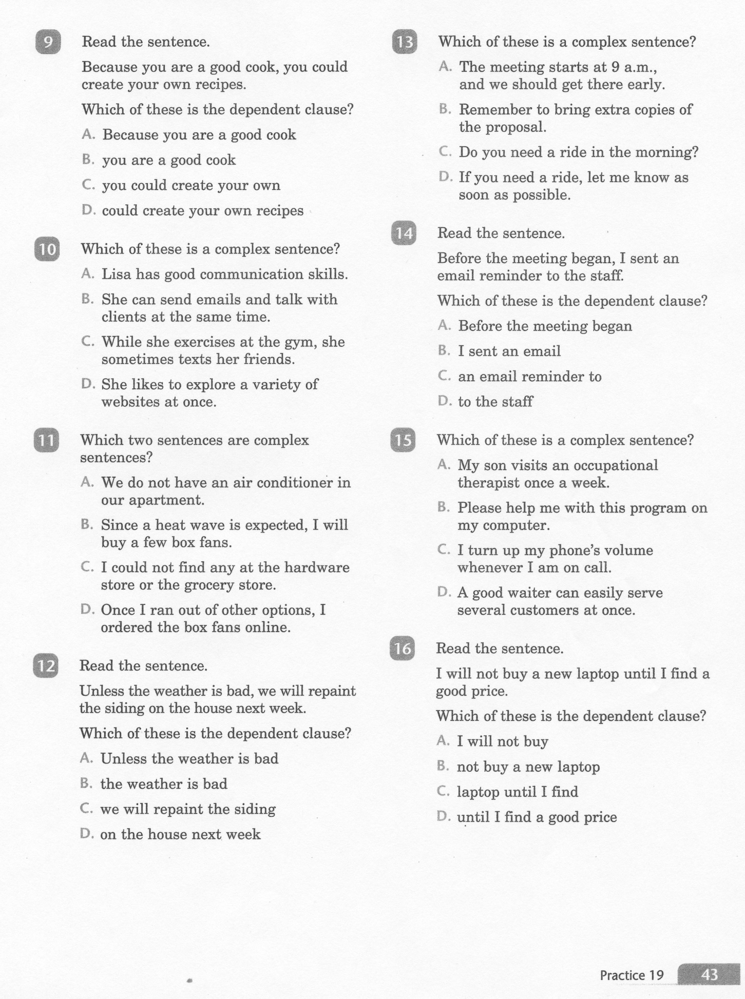 9 Read the sentence.
Because you are a good cook, you could
create your own recipes.
Which of these is the dependent clause?
A. Because you are a good cook
B. you are a good cook
C. you could create your own
D. could create your own recipes
10 Which of these is a complex sentence?
A. Lisa has good communication skills.
B. She can send emails and talk with
clients at the same time.
C. While she exercises at the gym, she
sometimes texts her friends.
D. She likes to explore a variety of
websites at once.
11 Which two sentences are complex
sentences?
A. We do not have an air conditioner in
our apartment.
B. Since a heat wave is expected, I will
buy a few box fans.
C. I could not find any at the hardware
store or the grocery store.
D. Once I ran out of other options, I
ordered the box fans online.
12 Read the sentence.
Unless the weather is bad, we will repaint
the siding on the house next week.
Which of these is the dependent clause?
A. Unless the weather is bad
B. the weather is bad
C. we will repaint the siding
D. on the house next week
13 Which of these is a complex sentence?
A. The meeting starts at 9 a.m.,
and we should get there early.
B. Remember to bring extra copies of
the proposal.
C. Do you need a ride in the morning?
D. If you need a ride, let me know as
soon as possible.
14 Read the sentence.
Before the meeting began, I sent an
email reminder to the staff.
Which of these is the dependent clause?
A. Before the meeting began
B. I sent an email
C. an email reminder to
D. to the staff
15 Which of these is a complex sentence?
A. My son visits an occupational
therapist once a week.
B. Please help me with this program on
my computer.
C. I turn up my phone's volume
whenever I am on call.
D. A good waiter can easily serve
several customers at once.
16 Read the sentence.
I will not buy a new laptop until I find a
good price.
Which of these is the dependent clause?
A. I will not buy
B. not buy a new laptop
C. laptop until I find
D. until I find a good price
Practice 19 43